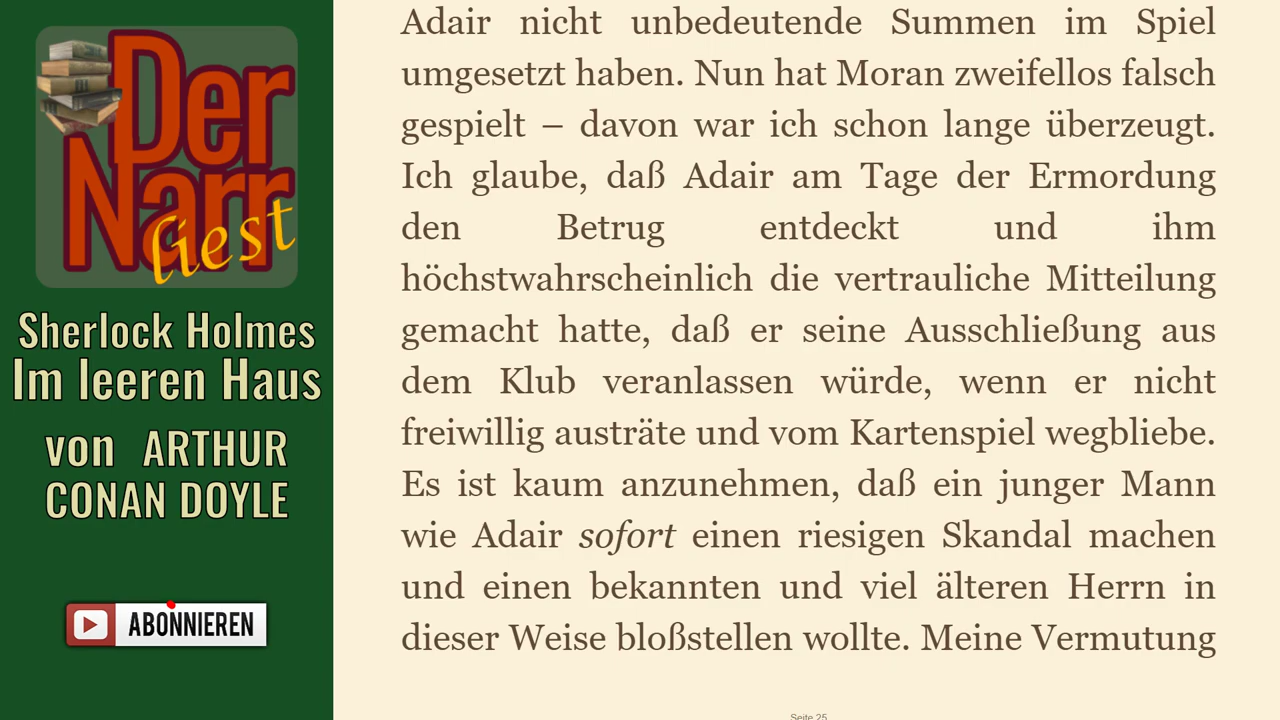 Der
Narr
liest
Sherlock Holmes
Im leeren Haus
von ARTHUR
CONAN DOYLE
ABONNIEREN
Adair nicht unbedeutende Summen im Spiel
umgesetzt haben. Nun hat Moran zweifellos falsch
gespielt – davon war ich schon lange überzeugt.
Ich glaube, daß Adair am Tage der Ermordung
den Betrug entdeckt und ihm
höchstwahrscheinlich die vertrauliche Mitteilung
gemacht hatte, daß er seine Ausschließung aus
dem Klub veranlassen würde, wenn er nicht
freiwillig austräte und vom Kartenspiel wegbliebe.
Es ist kaum anzunehmen, daß ein junger Mann
wie Adair sofort einen riesigen Skandal machen
und einen bekannten und viel älteren Herrn in
dieser Weise bloßstellen wollte. Meine Vermutung
Seite 25